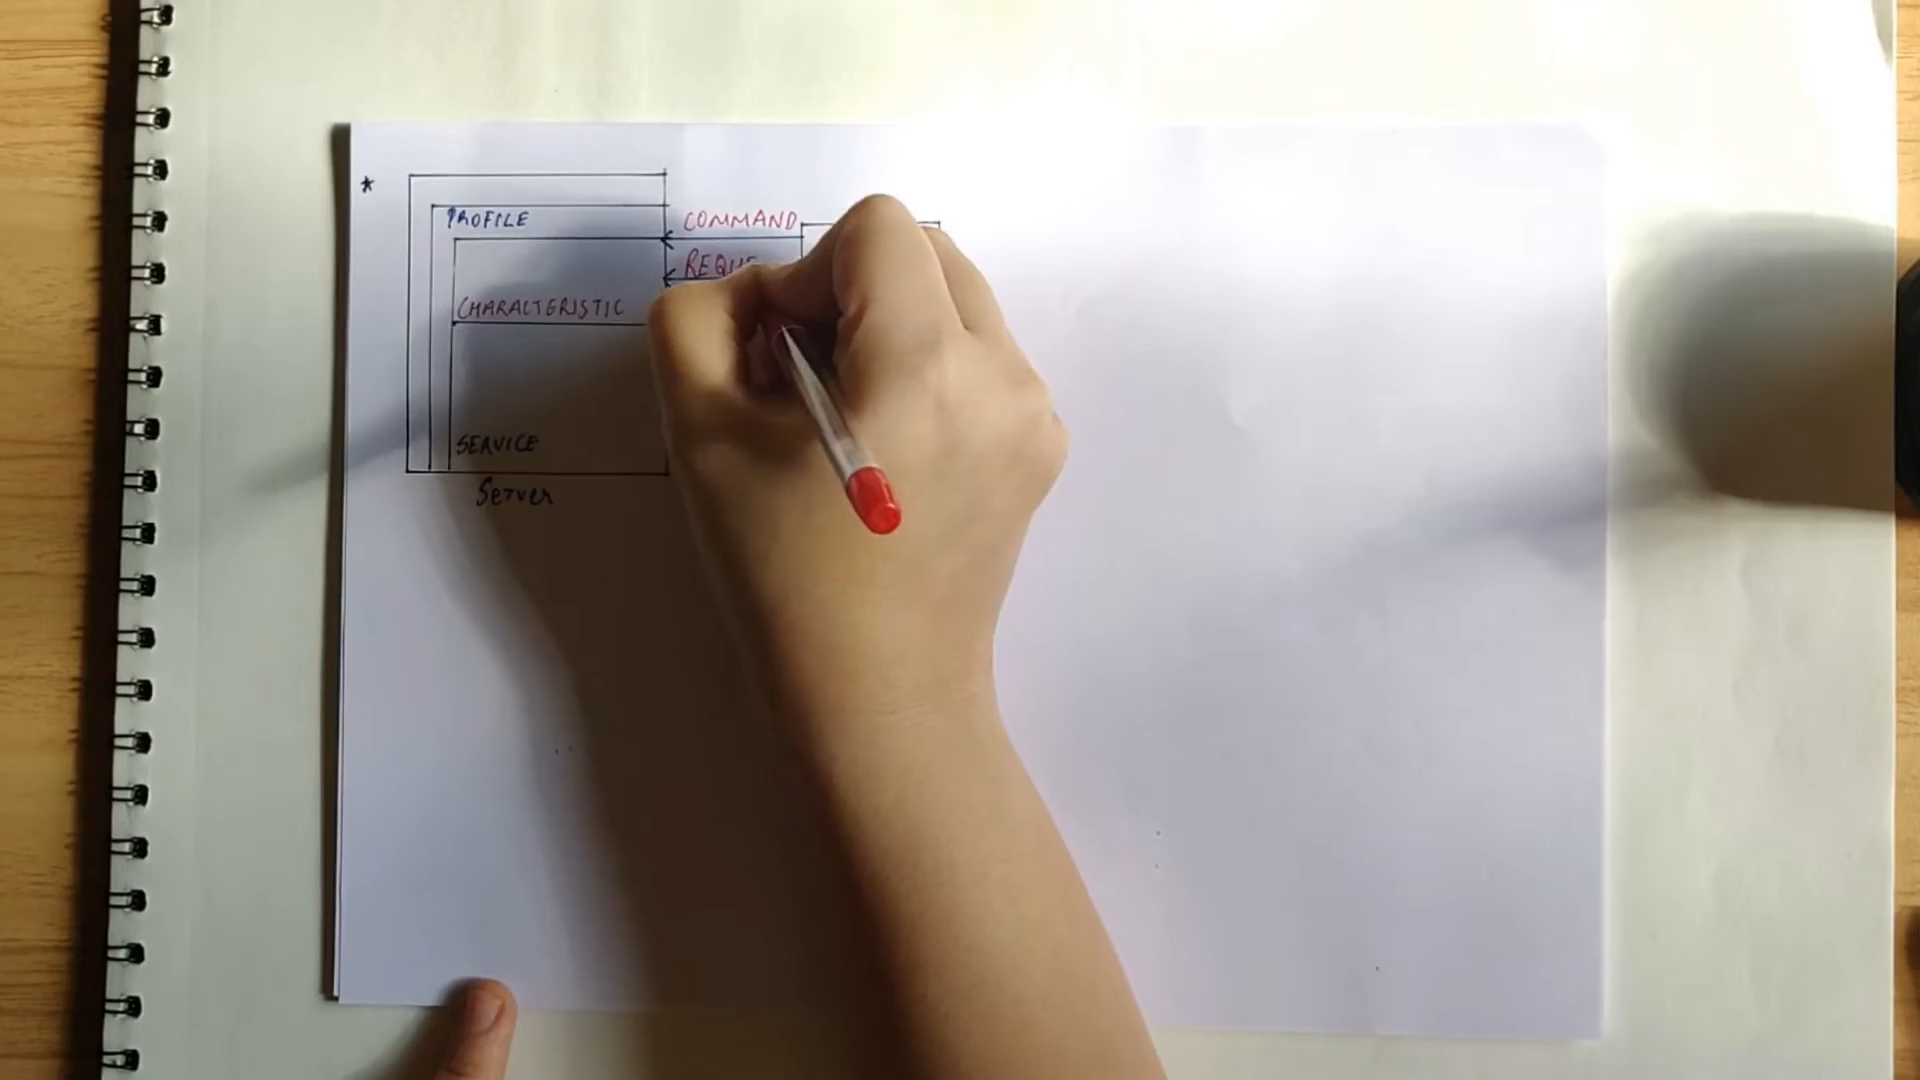 *
PROFILE
COMMAND
CHARACTERISTIC
SERVICE
Server